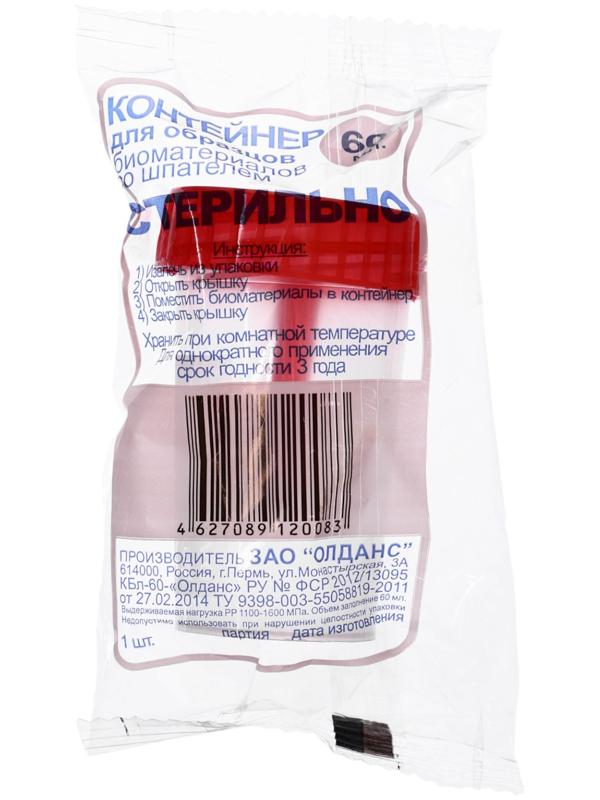 КОНТЕЙНЕР
для образцов
биоматериалов
со шпателем
60 мл.
СТЕРИЛЬНО
Инструкция:
1) Извлечь из упаковки
2) Открыть крышку
3) Поместить биоматериалы в контейнер
4) Закрыть крышку
Хранить при комнатной температуре
Для однократного применения
срок годности 3 года
4 627089 120083
ПРОИЗВОДИТЕЛЬ ЗАО "ОЛДАНС"
614000, Россия, г.Пермь, ул.Монастырская, 3А
КБл-60-«Олданс» РУ № ФСР 2012/13095
от 27.02.2014 ТУ 9398-003-55058819-2011
Выдерживаемая нагрузка РР 1100-1600 МПа. Объем заполнение 60 мл.
Недопустимо использовать при нарушении целостности упаковки
1 шт. партия дата изготовления